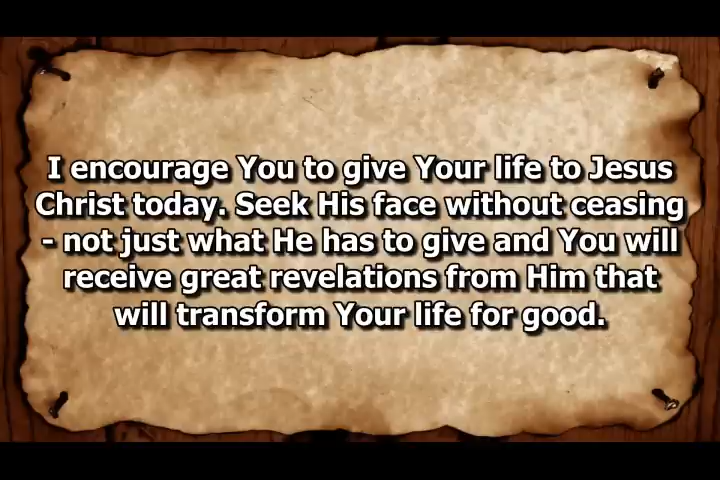 I encourage You to give Your life to Jesus
Christ today. Seek His face without ceasing
- not just what He has to give and You will
receive great revelations from Him that
will transform Your life for good.